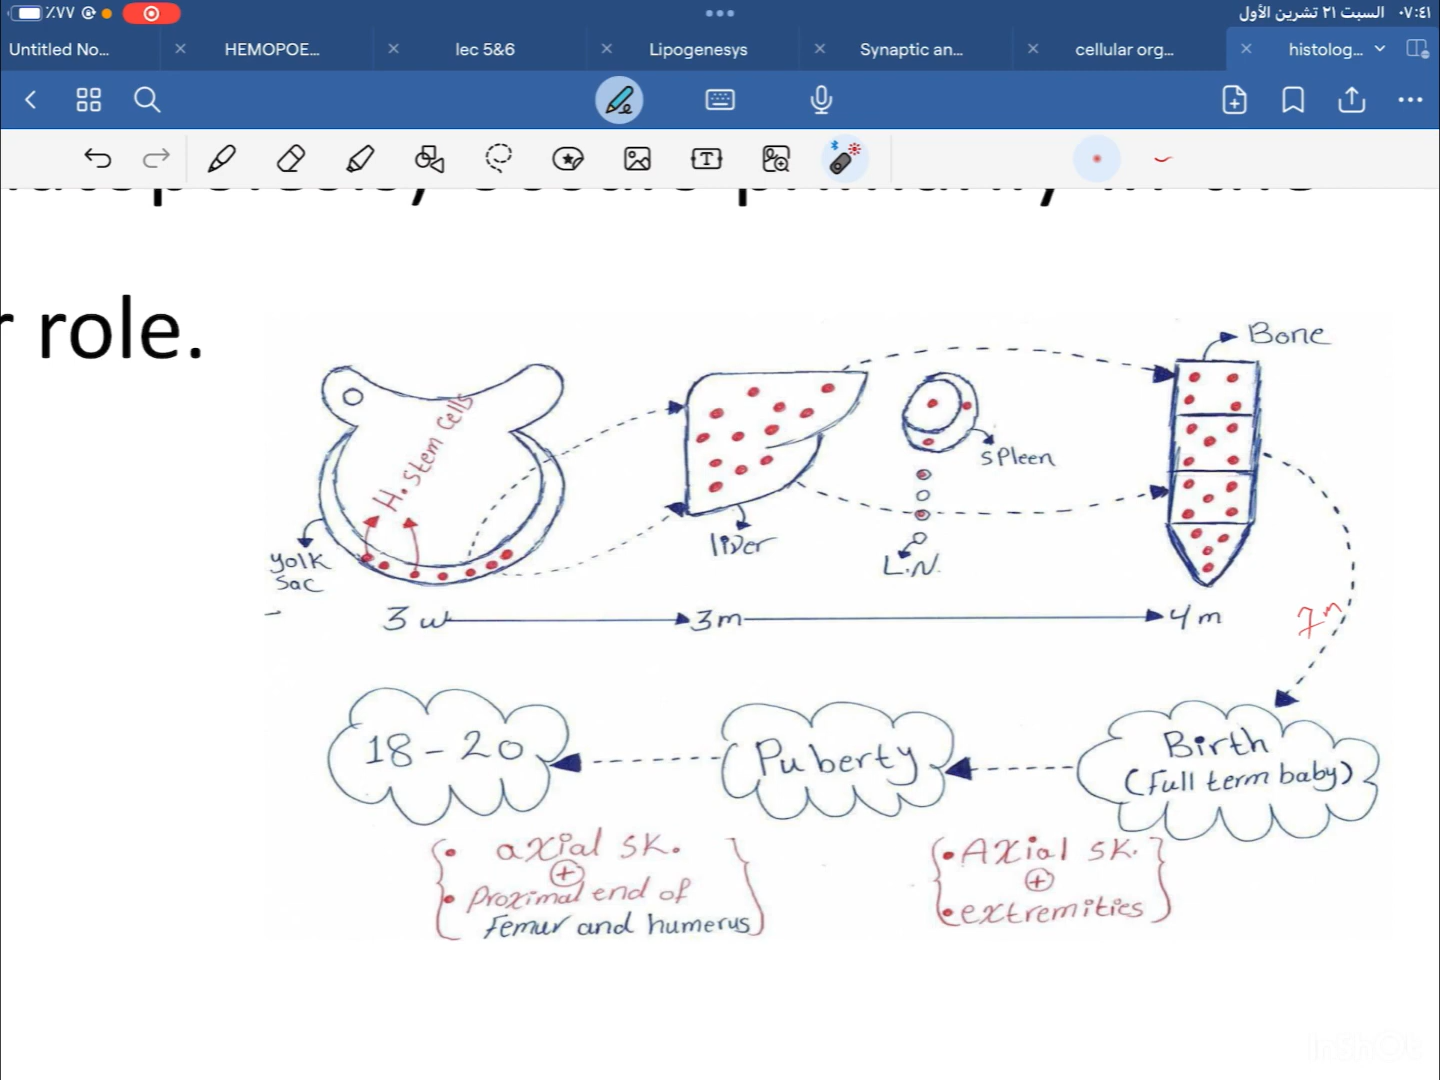 ٪٧٧
السبت ٢١ تشرين الأول ٠٧:٤١
Untitled No...
HEMOPOE...
lec 5&6
Lipogenesys
Synaptic an...
cellular org...
histolog...
role.
Bone
H. Stem Cells
spleen
yolk
Sac
liver
L.N.
3 w 3m 4 m
7m
18 - 20
Puberty
Birth
(Full term baby)
• axial SK.
+
• Proximal end of
Femur and humerus
• AXial SK.
+
• extremities
InShOt